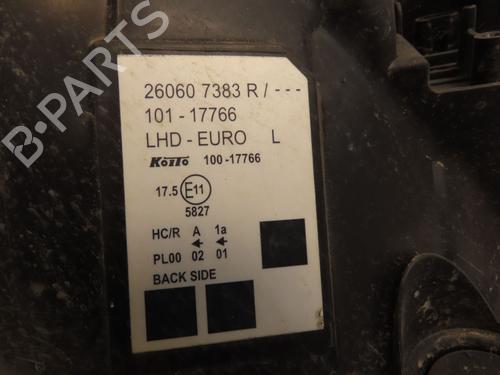 26060 7383 R / ---
101 - 17766
LHD - EURO L
KOITO 100-17766
17.5 E11
5827
HC/R A 1a
← ←
PL00 02 01
BACK SIDE
B-PARTS